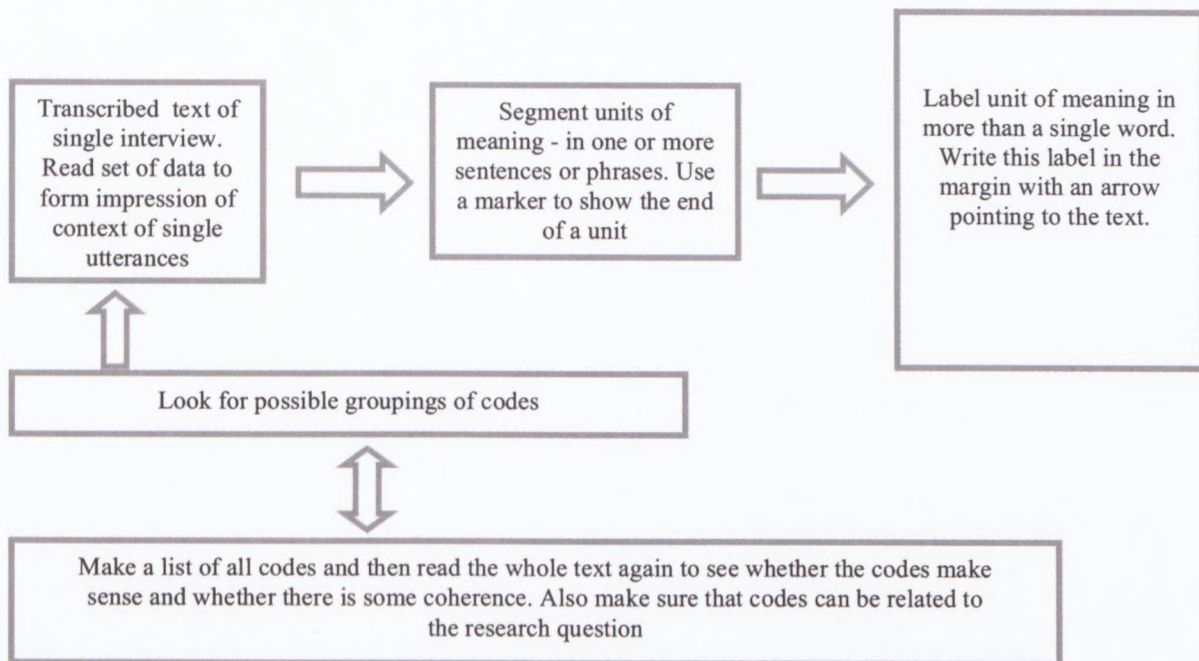 Transcribed text of
single interview.
Read set of data to
form impression of
context of single
utterances
Segment units of
meaning - in one or more
sentences or phrases. Use
a marker to show the end
of a unit
Label unit of meaning in
more than a single word.
Write this label in the
margin with an arrow
pointing to the text.
Look for possible groupings of codes
Make a list of all codes and then read the whole text again to see whether the codes make
sense and whether there is some coherence. Also make sure that codes can be related to
the research question